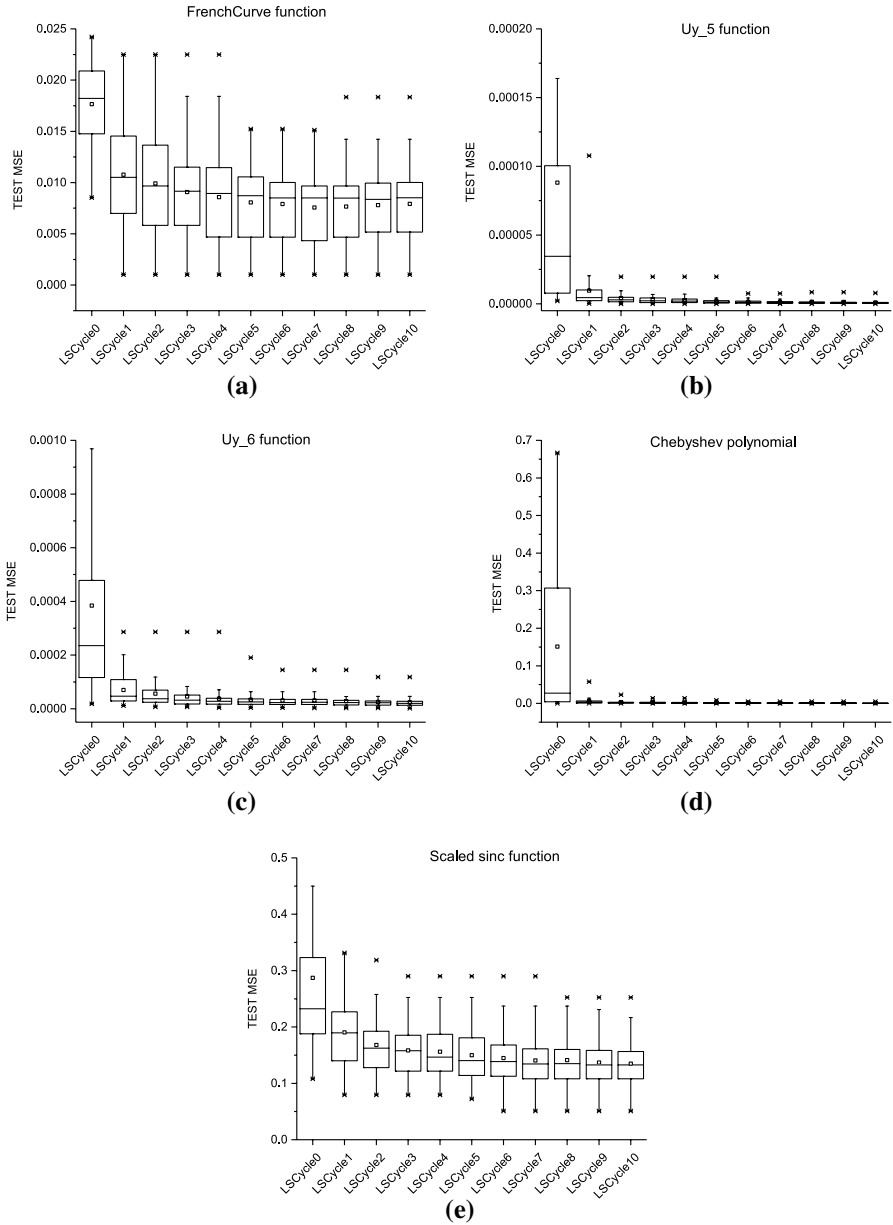 FrenchCurve function
0.025
0.020
0.015
0.010
0.005
0.000
TEST MSE
LSCycle0
LSCycle1
LSCycle2
LSCycle3
LSCycle4
LSCycle5
LSCycle6
LSCycle7
LSCycle8
LSCycle9
LSCycle10
(a)
Uy_5 function
0.00020
0.00015
0.00010
0.00005
0.00000
TEST MSE
LSCycle0
LSCycle1
LSCycle2
LSCycle3
LSCycle4
LSCycle5
LSCycle6
LSCycle7
LSCycle8
LSCycle9
LSCycle10
(b)
Uy_6 function
0.0010
0.0008
0.0006
0.0004
0.0002
0.0000
TEST MSE
LSCycle0
LSCycle1
LSCycle2
LSCycle3
LSCycle4
LSCycle5
LSCycle6
LSCycle7
LSCycle8
LSCycle9
LSCycle10
(c)
Chebyshev polynomial
0.7
0.6
0.5
0.4
0.3
0.2
0.1
0.0
TEST MSE
LSCycle0
LSCycle1
LSCycle2
LSCycle3
LSCycle4
LSCycle5
LSCycle6
LSCycle7
LSCycle8
LSCycle9
LSCycle10
(d)
Scaled sinc function
0.5
0.4
0.3
0.2
0.1
0.0
TEST MSE
LSCycle0
LSCycle1
LSCycle2
LSCycle3
LSCycle4
LSCycle5
LSCycle6
LSCycle7
LSCycle8
LSCycle9
LSCycle10
(e)